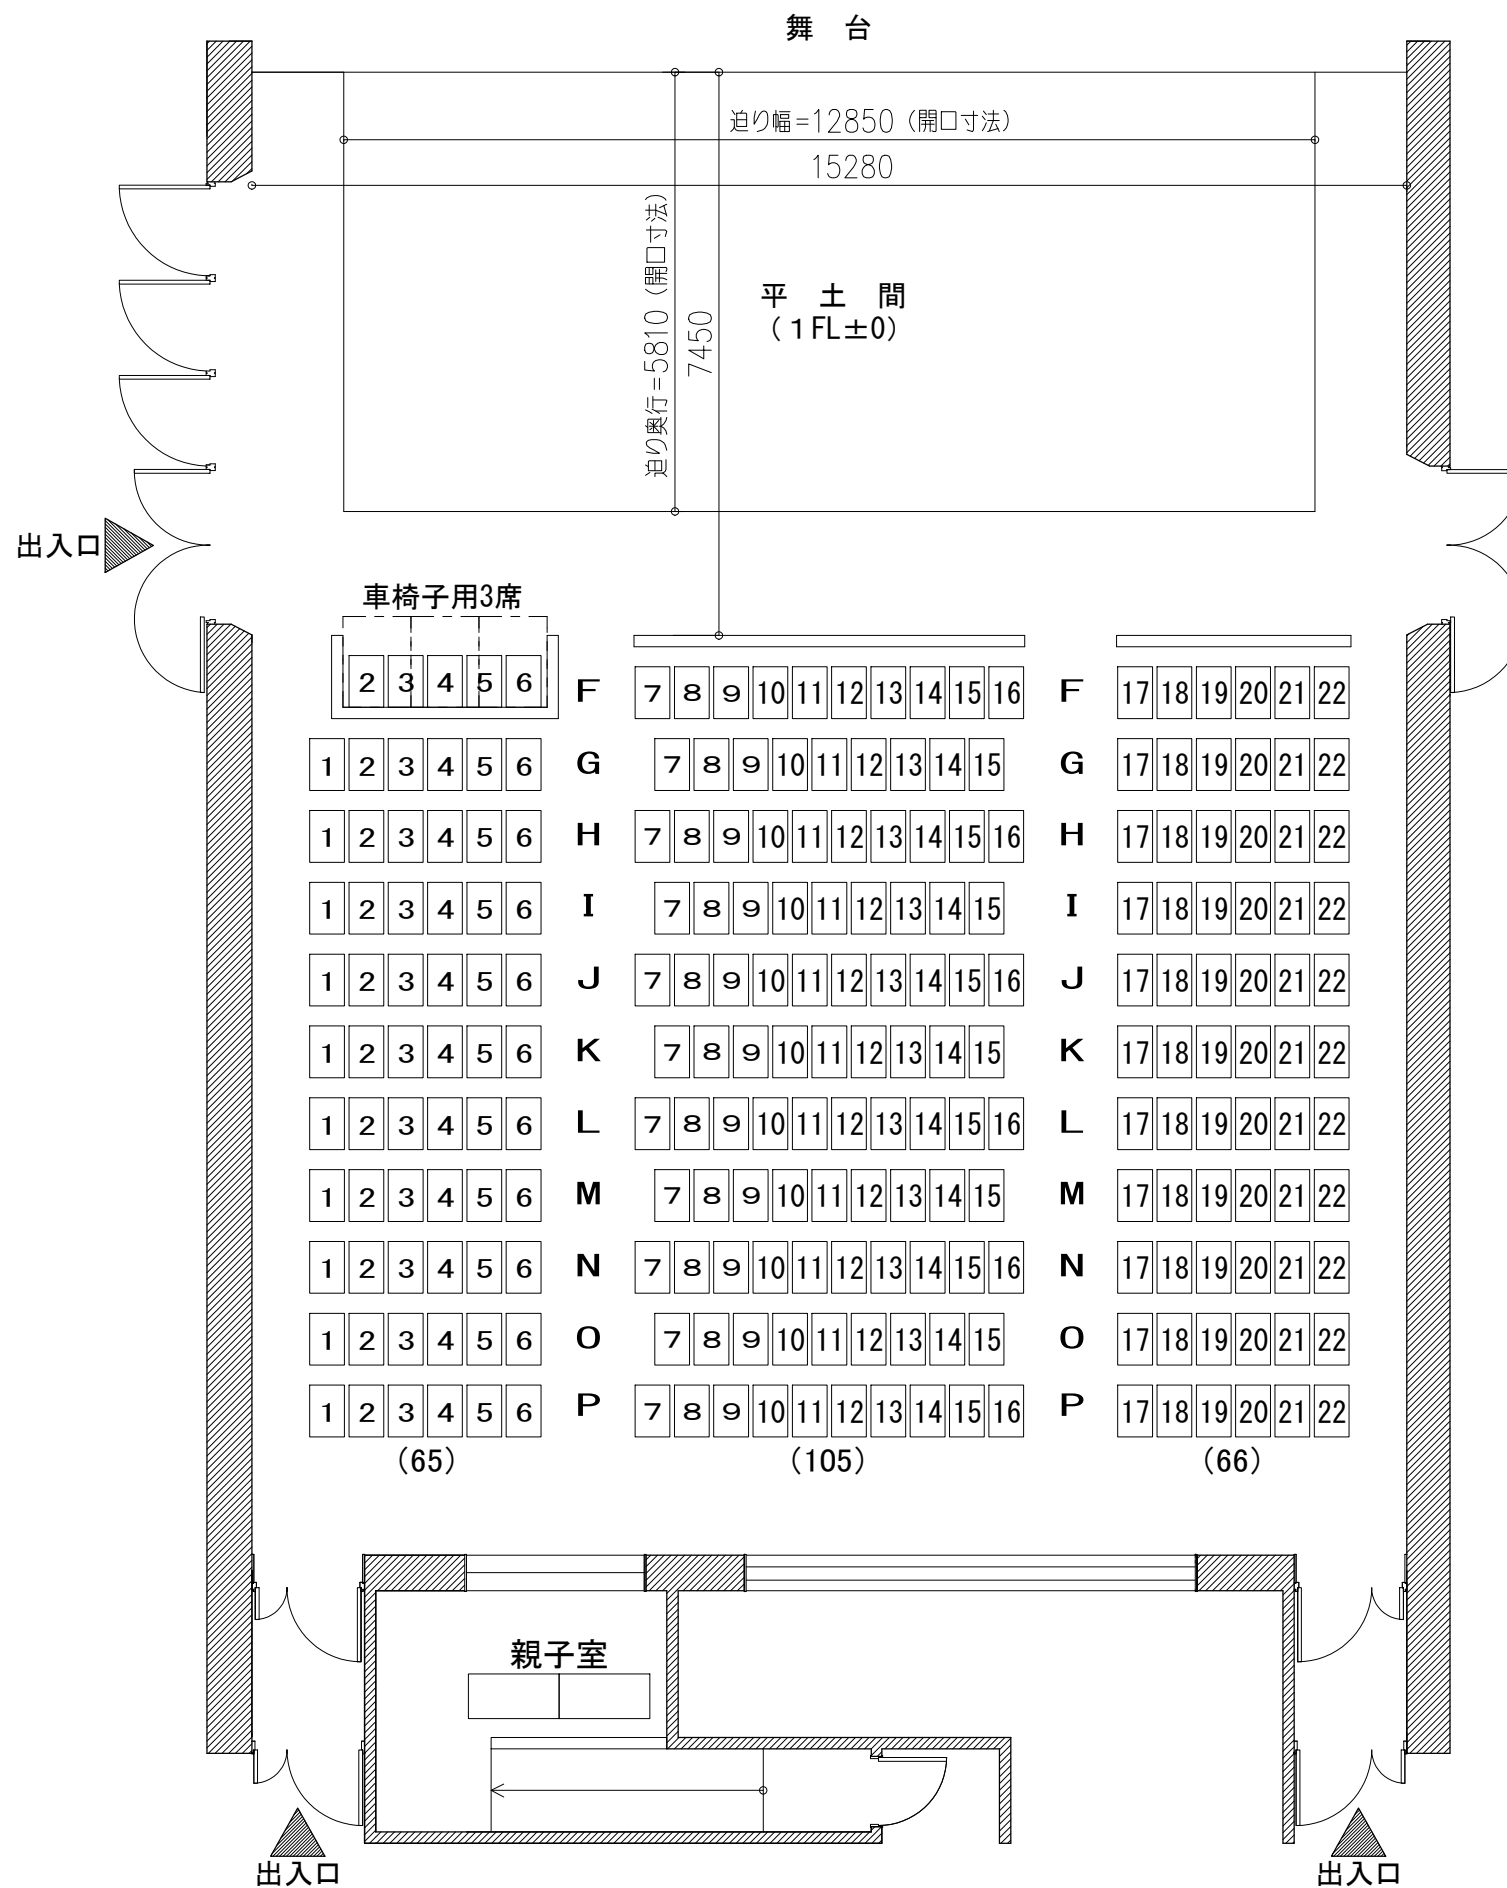 舞　台
迫り幅=12850（開口寸法）
15280
迫り奥行=5810（開口寸法）
7450
平　土　間
（１FL±0）
出入口
車椅子用3席
2 3 4 5 6 F 7 8 9 10 11 12 13 14 15 16 F 17 18 19 20 21 22
1 2 3 4 5 6 G 7 8 9 10 11 12 13 14 15 G 17 18 19 20 21 22
1 2 3 4 5 6 H 7 8 9 10 11 12 13 14 15 16 H 17 18 19 20 21 22
1 2 3 4 5 6 I 7 8 9 10 11 12 13 14 15 I 17 18 19 20 21 22
1 2 3 4 5 6 J 7 8 9 10 11 12 13 14 15 16 J 17 18 19 20 21 22
1 2 3 4 5 6 K 7 8 9 10 11 12 13 14 15 K 17 18 19 20 21 22
1 2 3 4 5 6 L 7 8 9 10 11 12 13 14 15 16 L 17 18 19 20 21 22
1 2 3 4 5 6 M 7 8 9 10 11 12 13 14 15 M 17 18 19 20 21 22
1 2 3 4 5 6 N 7 8 9 10 11 12 13 14 15 16 N 17 18 19 20 21 22
1 2 3 4 5 6 O 7 8 9 10 11 12 13 14 15 O 17 18 19 20 21 22
1 2 3 4 5 6 P 7 8 9 10 11 12 13 14 15 16 P 17 18 19 20 21 22
（65） （105） （66）
親子室
出入口 出入口